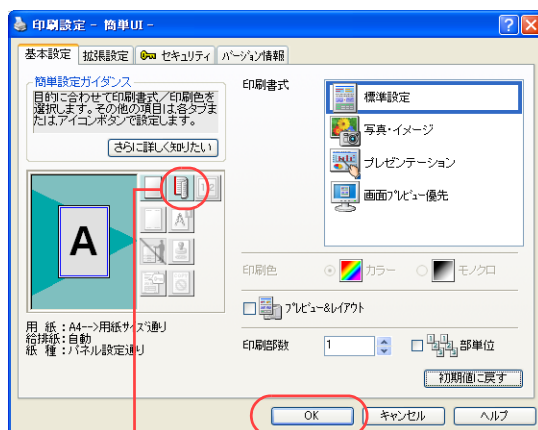 印刷設定 - 簡単UI -
基本設定 拡張設定 セキュリティ バージョン情報
簡単設定ガイダンス
目的に合わせて印刷書式/印刷色を
選択します。その他の項目は各タブま
たは、アイコンボタンで設定します。
さらに詳しく知りたい
A
用 紙 : A4-->用紙サイズ通り
給排紙 : 自動
紙 種 : パネル設定通り
印刷書式
標準設定
写真・イメージ
プレゼンテーション
画面プレビュー優先
印刷色 カラー モノクロ
プレビュー&レイアウト
印刷部数 1 部単位
初期値に戻す
OK キャンセル ヘルプ